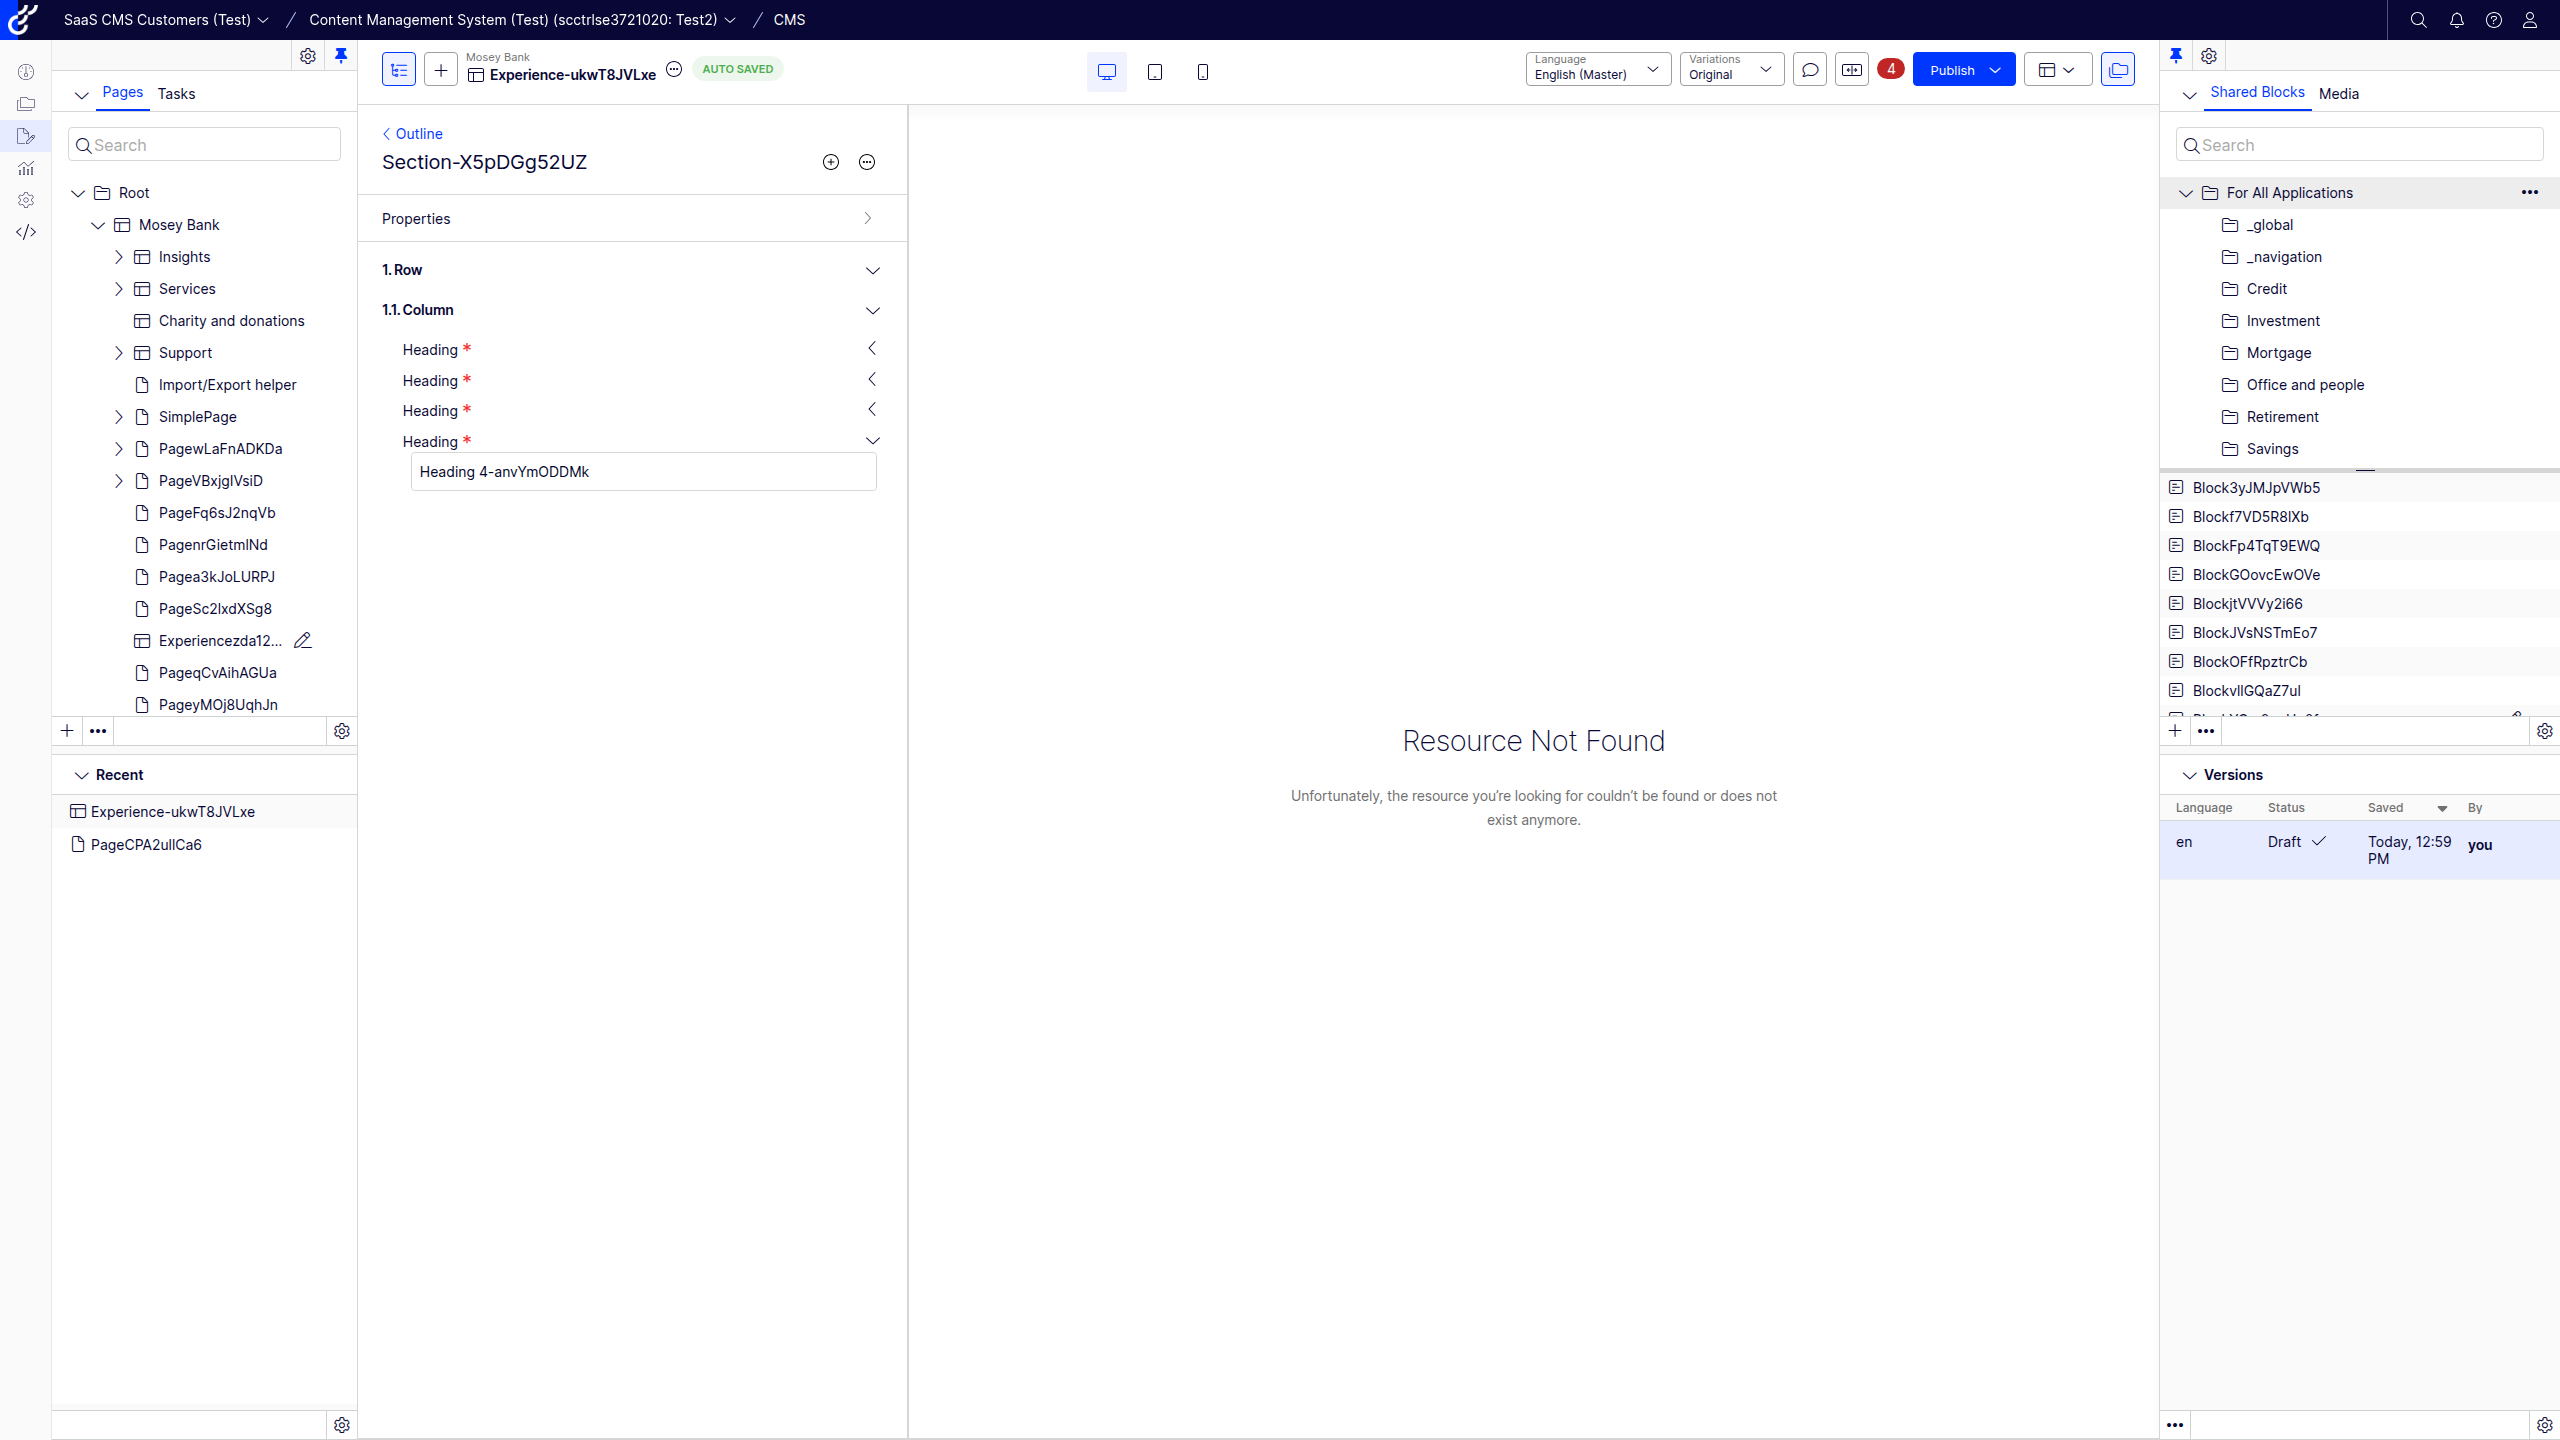 SaaS CMS Customers (Test)
Content Management System (Test) (scctrlse3721020: Test2)
CMS
Pages
Tasks
Search
Root
Mosey Bank
Insights
Services
Charity and donations
Support
Import/Export helper
SimplePage
PagewLaFnADKDa
PageVBxjgIVsiD
PageFq6sJ2nqVb
PagenrGietmlNd
Pagea3kJoLURPJ
PageSc2lxdXSg8
Experiencezda12...
PageqCvAihAGUa
PageyMOj8UqhJn
Recent
Experience-ukwT8JVLxe
PageCPA2ullCa6
Mosey Bank
Experience-ukwT8JVLxe
AUTO SAVED
Language
English (Master)
Variations
Original
4
Publish
Outline
Section-X5pDGg52UZ
Properties
1. Row
1.1. Column
Heading *
Heading *
Heading *
Heading *
Heading 4-anvYmODDMk
Resource Not Found
Unfortunately, the resource you're looking for couldn't be found or does not
exist anymore.
Shared Blocks
Media
Search
For All Applications
_global
_navigation
Credit
Investment
Mortgage
Office and people
Retirement
Savings
Block3yJMJpVWb5
Blockf7VD5R8lXb
BlockFp4TqT9EWQ
BlockGOovcEwOVe
BlockjtVVVy2i66
BlockJVsNSTmEo7
BlockOFfRpztrCb
BlockvllGQaZ7ul
Versions
Language
Status
Saved
By
en
Draft
Today, 12:59
PM
you